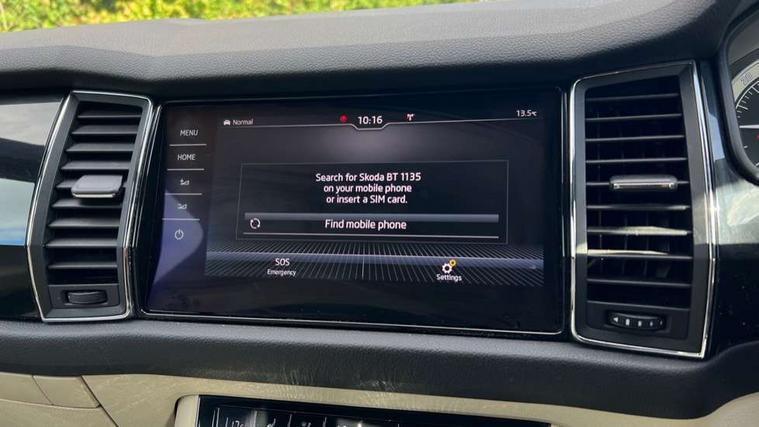 MENU
HOME
Normal
10:16
13.5°C
Search for Skoda BT 1135
on your mobile phone
or insert a SIM card.
Find mobile phone
SOS
Emergency
Settings